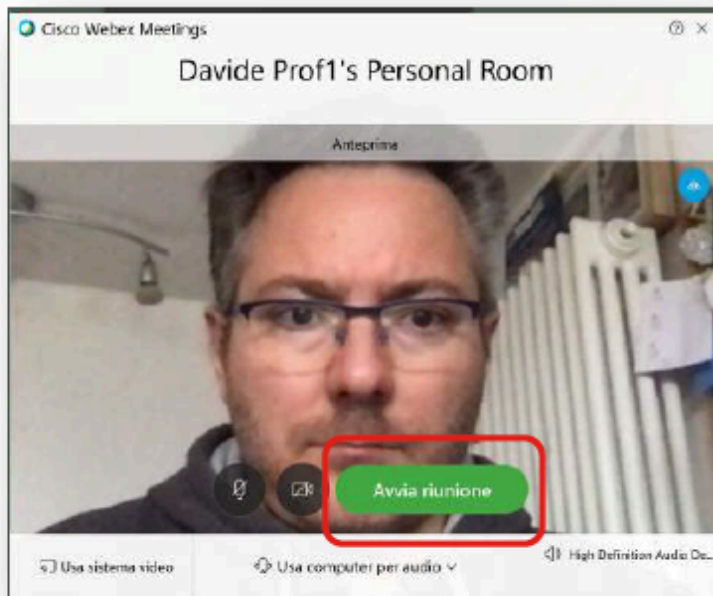 Cisco Webex Meetings
Davide Prof1's Personal Room
Anteprima
Avvia riunione
Usa sistema video
Usa computer per audio
High Definition Audio De...